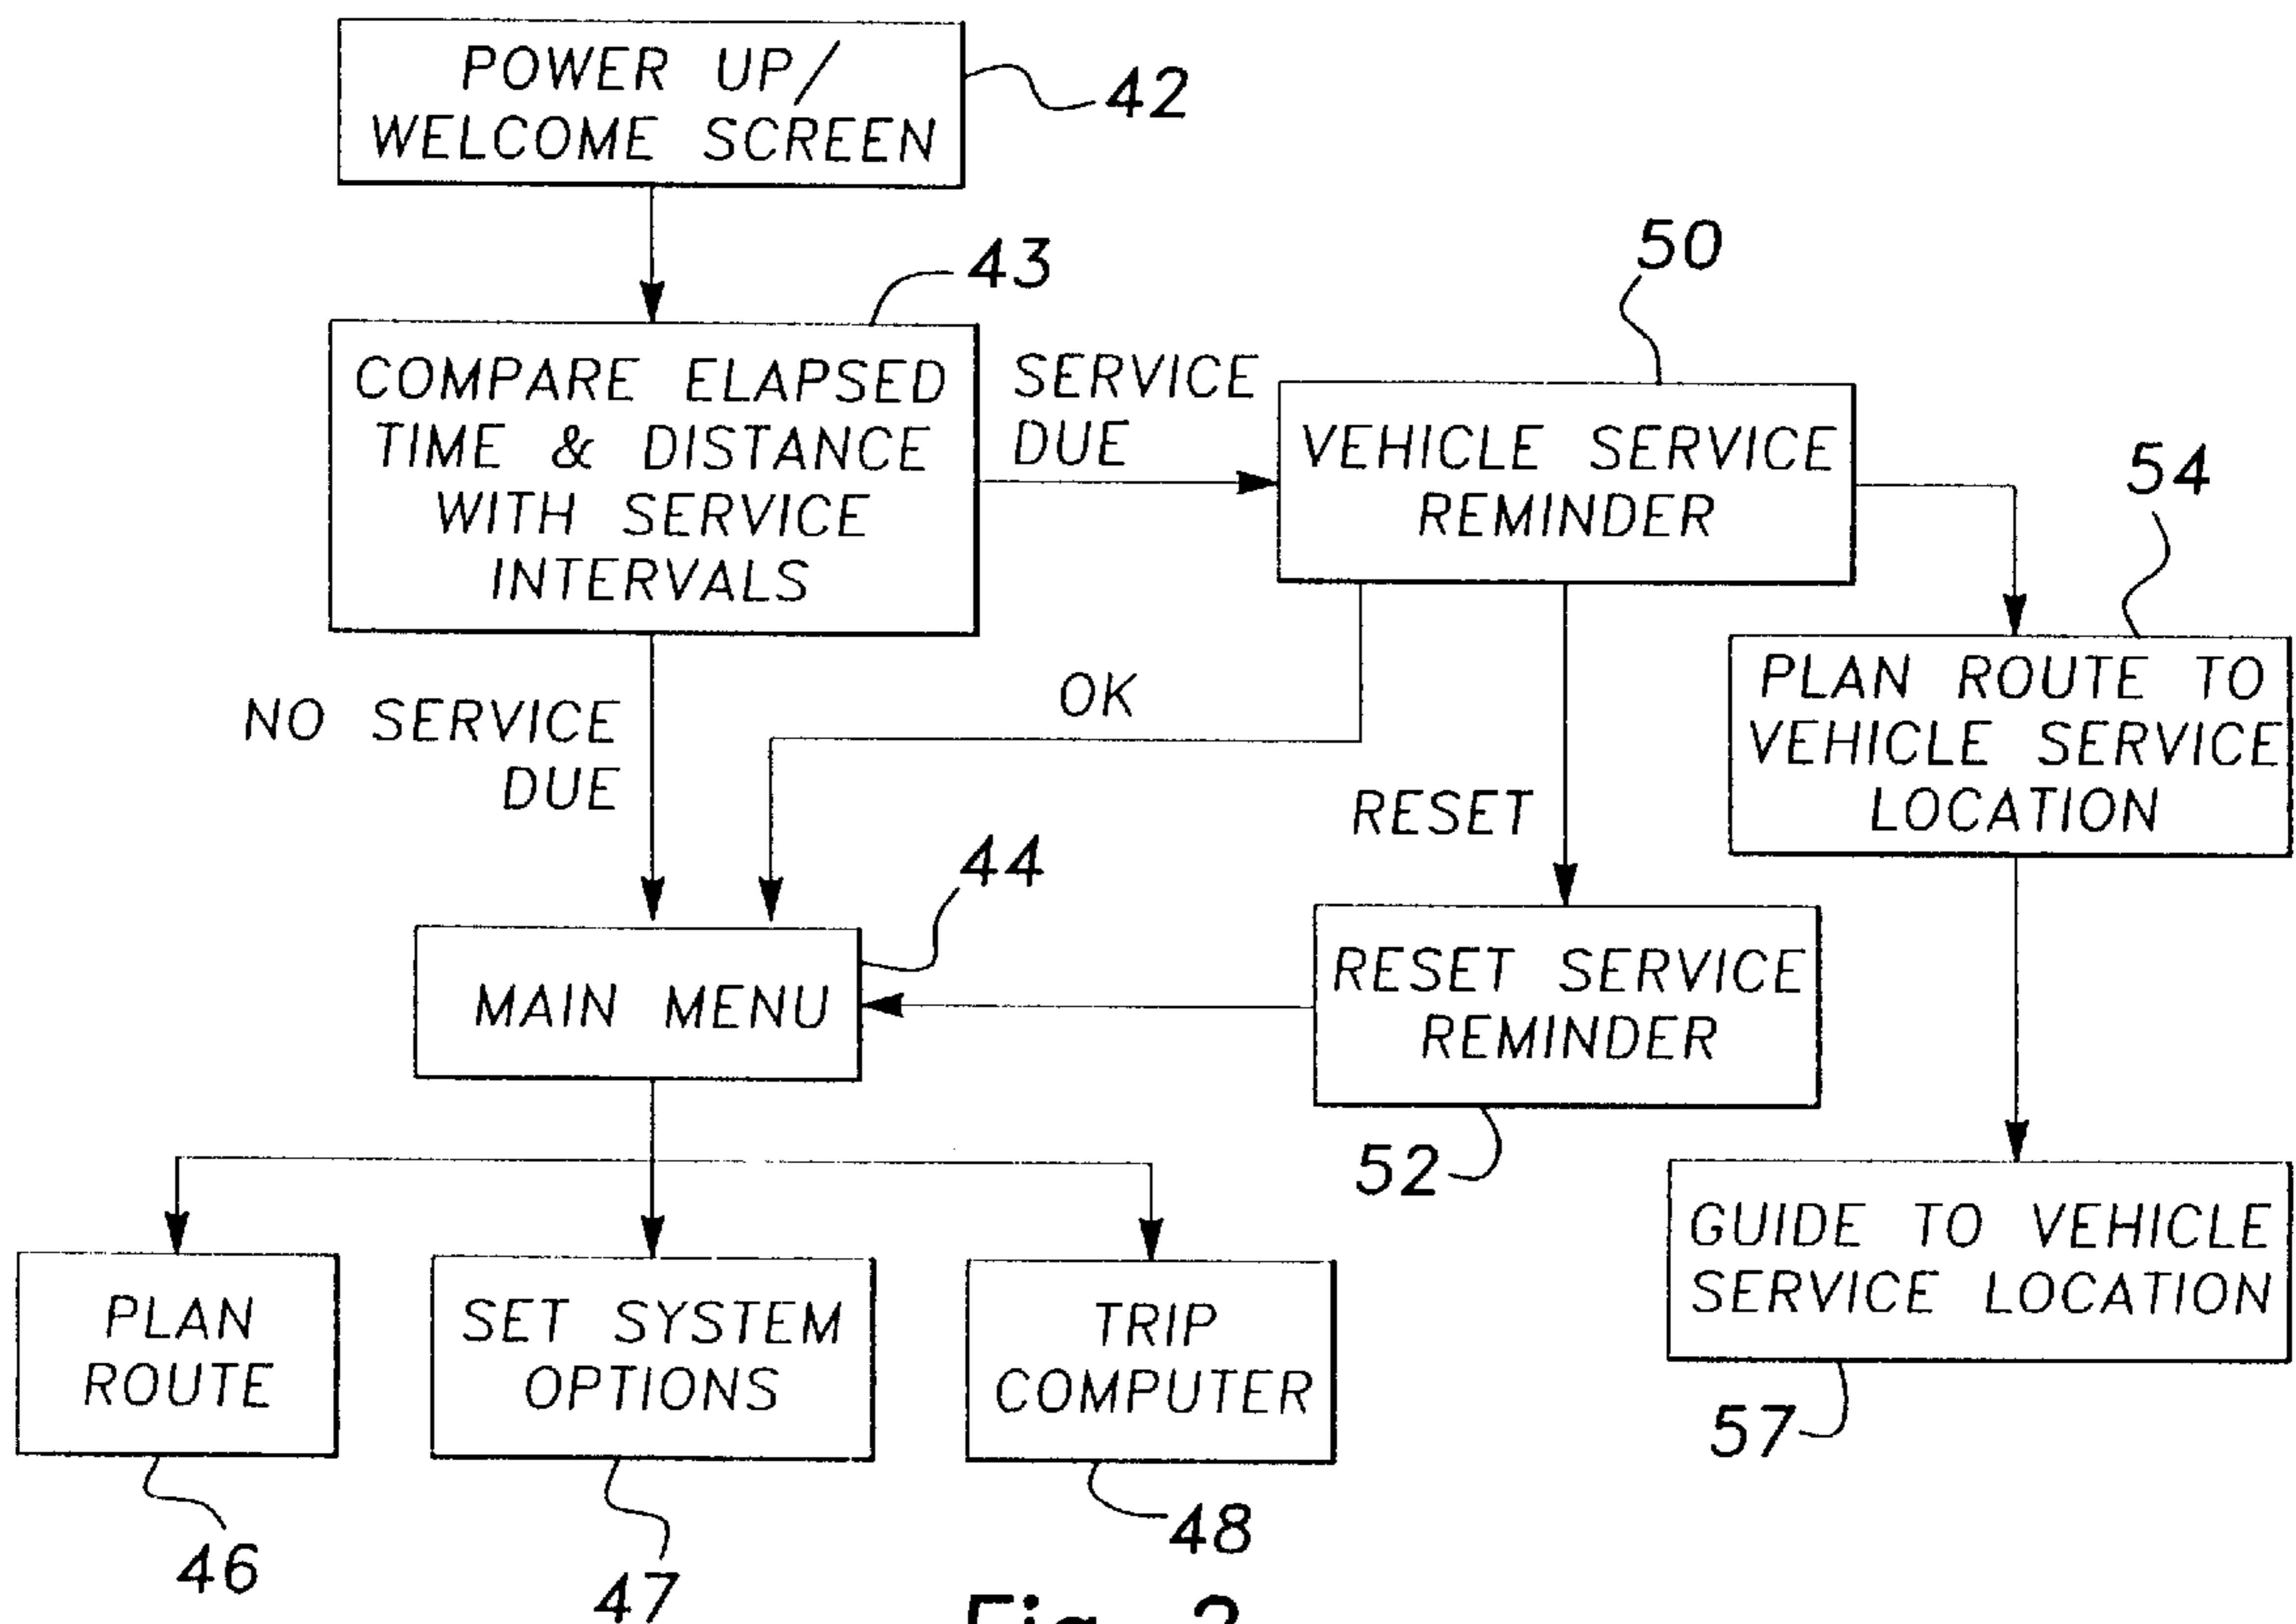 POWER UP/
WELCOME SCREEN
42
43
COMPARE ELAPSED
TIME & DISTANCE
WITH SERVICE
INTERVALS
SERVICE
DUE
50
VEHICLE SERVICE
REMINDER
54
PLAN ROUTE TO
VEHICLE SERVICE
LOCATION
NO SERVICE
DUE
OK
RESET
44
MAIN MENU
RESET SERVICE
REMINDER
52
GUIDE TO VEHICLE
SERVICE LOCATION
57
PLAN
ROUTE
46
SET SYSTEM
OPTIONS
47
TRIP
COMPUTER
48